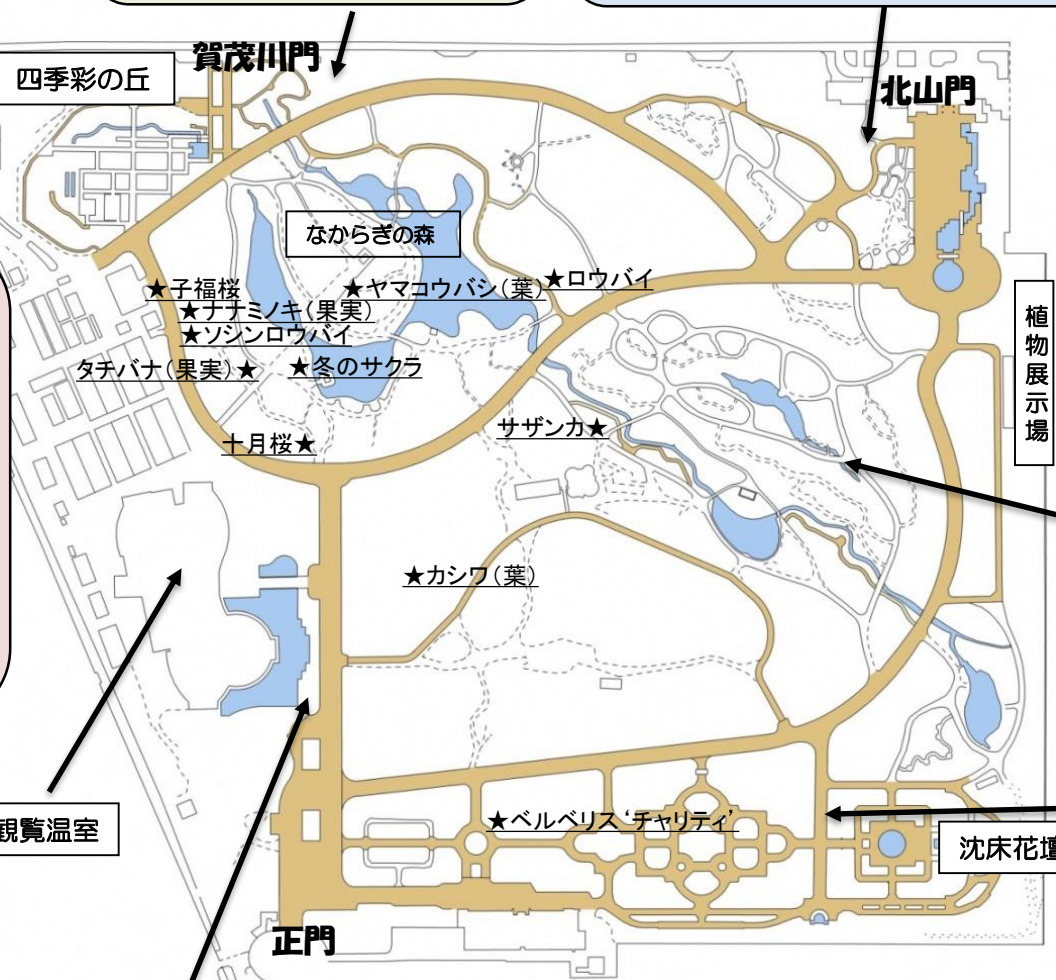 賀茂川門
四季彩の丘
北山門
なからぎの森
★子福桜
★ヤマコウバシ(葉)
★ロウバイ
★ナナミノキ(果実)
★ソシンロウバイ
タチバナ(果実)★
★冬のサクラ
植物展示場
十月桜★
サザンカ★
★カシワ(葉)
観覧温室
★ベルベリス‘チャリティ’
沈床花壇
正門